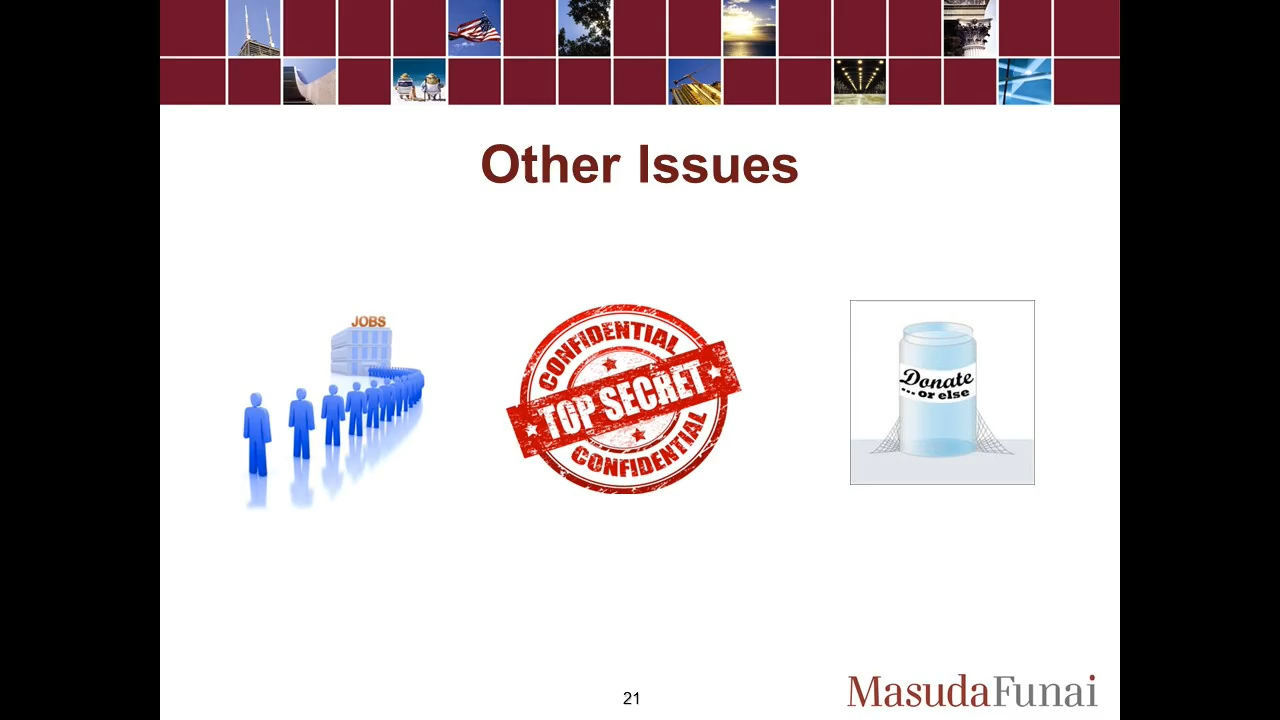 Other Issues
JOBS
CONFIDENTIAL
TOP SECRET
CONFIDENTIAL
Donate
...or else
21
MasudaFunai